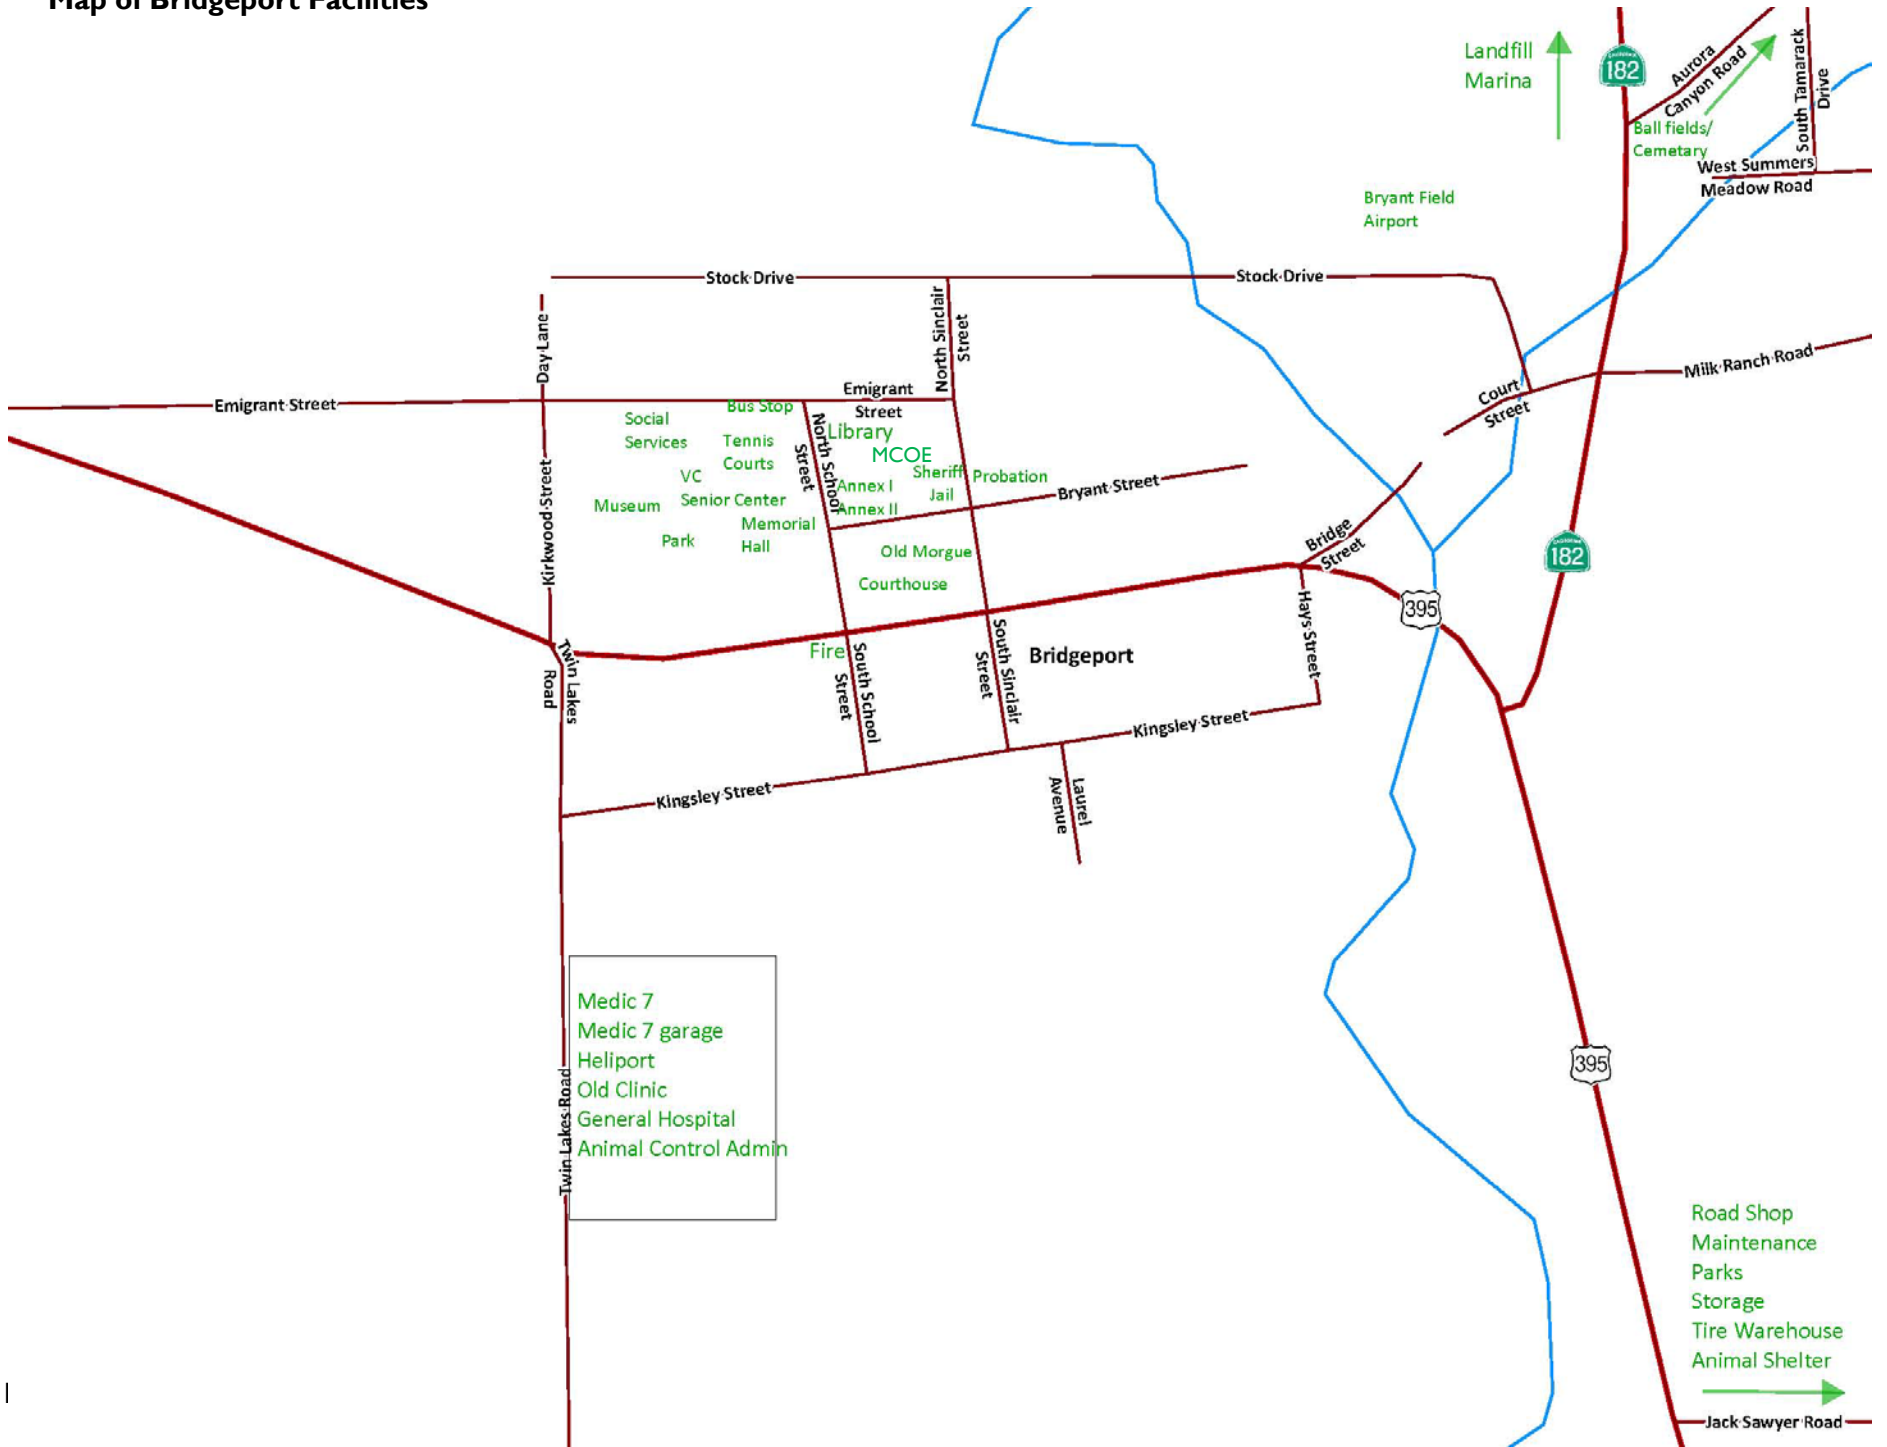 Map of Bridgeport Facilities
Landfill
Marina
182
Aurora
Canyon Road
South Tamarack
Drive
Ball fields/
Cemetary
West Summers
Meadow Road
Bryant Field
Airport
Stock Drive
Stock Drive
Day Lane
North Sinclair
Street
Milk Ranch Road
Court
Street
Emigrant Street
Emigrant
Street
Social
Services
Bus Stop
Tennis
Courts
North School
Street
Library
MCOE
Sheriff
Jail
Probation
VC
Senior Center
Annex I
Annex II
Bryant Street
Museum
Memorial
Hall
Park
Kirkwood Street
Old Morgue
Courthouse
Bridge
Street
182
395
Hays Street
Fire
South School
Street
South Sinclair
Street
Bridgeport
Twin Lakes
Road
Kingsley Street
Kingsley Street
Laurel
Avenue
Medic 7
Medic 7 garage
Heliport
Old Clinic
General Hospital
Animal Control Admin
Twin Lakes Road
395
Road Shop
Maintenance
Parks
Storage
Tire Warehouse
Animal Shelter
Jack Sawyer Road